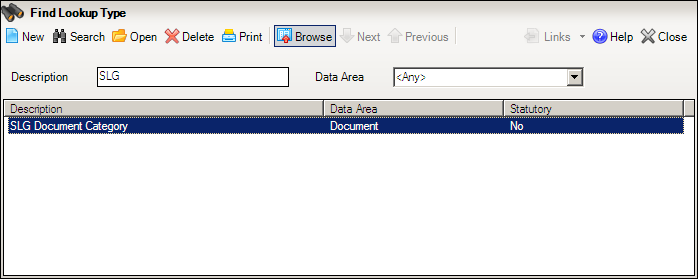 Find Lookup Type
New Search Open Delete Print Browse Next Previous Links Help Close
Description SLG Data Area <Any>
Description Data Area Statutory
SLG Document Category Document No